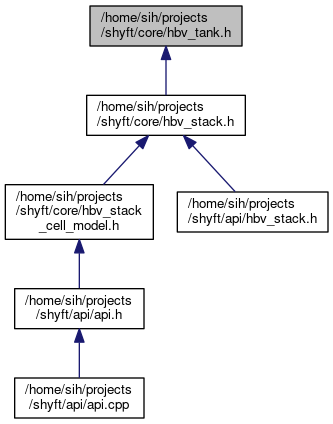 /home/sih/projects
/shyft/core/hbv_tank.h
/home/sih/projects
/shyft/core/hbv_stack.h
/home/sih/projects
/shyft/core/hbv_stack
_cell_model.h
/home/sih/projects
/shyft/api/hbv_stack.h
/home/sih/projects
/shyft/api/api.h
/home/sih/projects
/shyft/api/api.cpp